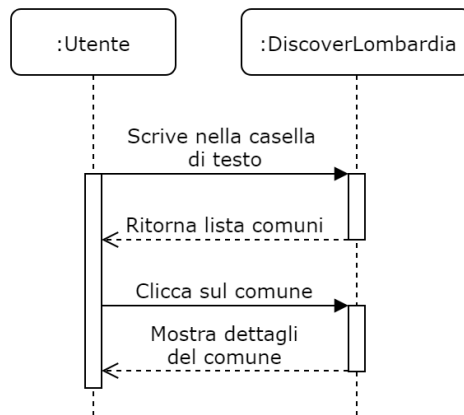 :Utente
:DiscoverLombardia
Scrive nella casella
di testo
Ritorna lista comuni
Clicca sul comune
Mostra dettagli
del comune